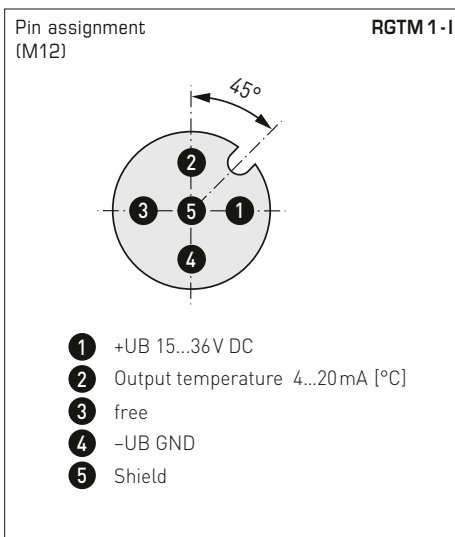 Pin assignment
(M12)
RGTM 1 - I
45°
2
3 5 1
4
1 +UB 15...36 V DC
2 Output temperature 4...20 mA [°C]
3 free
4 –UB GND
5 Shield